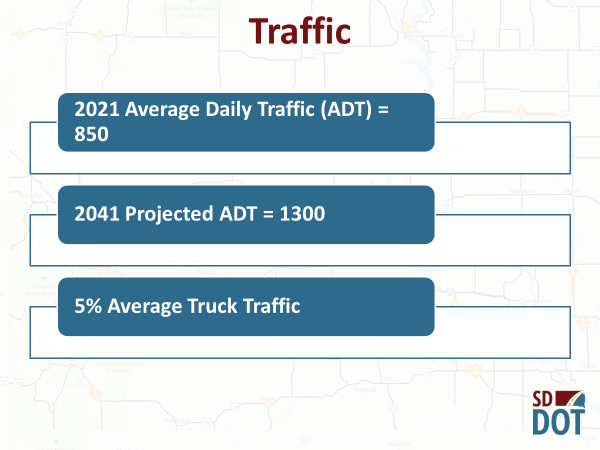 Traffic
2021 Average Daily Traffic (ADT) =
850
2041 Projected ADT = 1300
5% Average Truck Traffic
SD
DOT